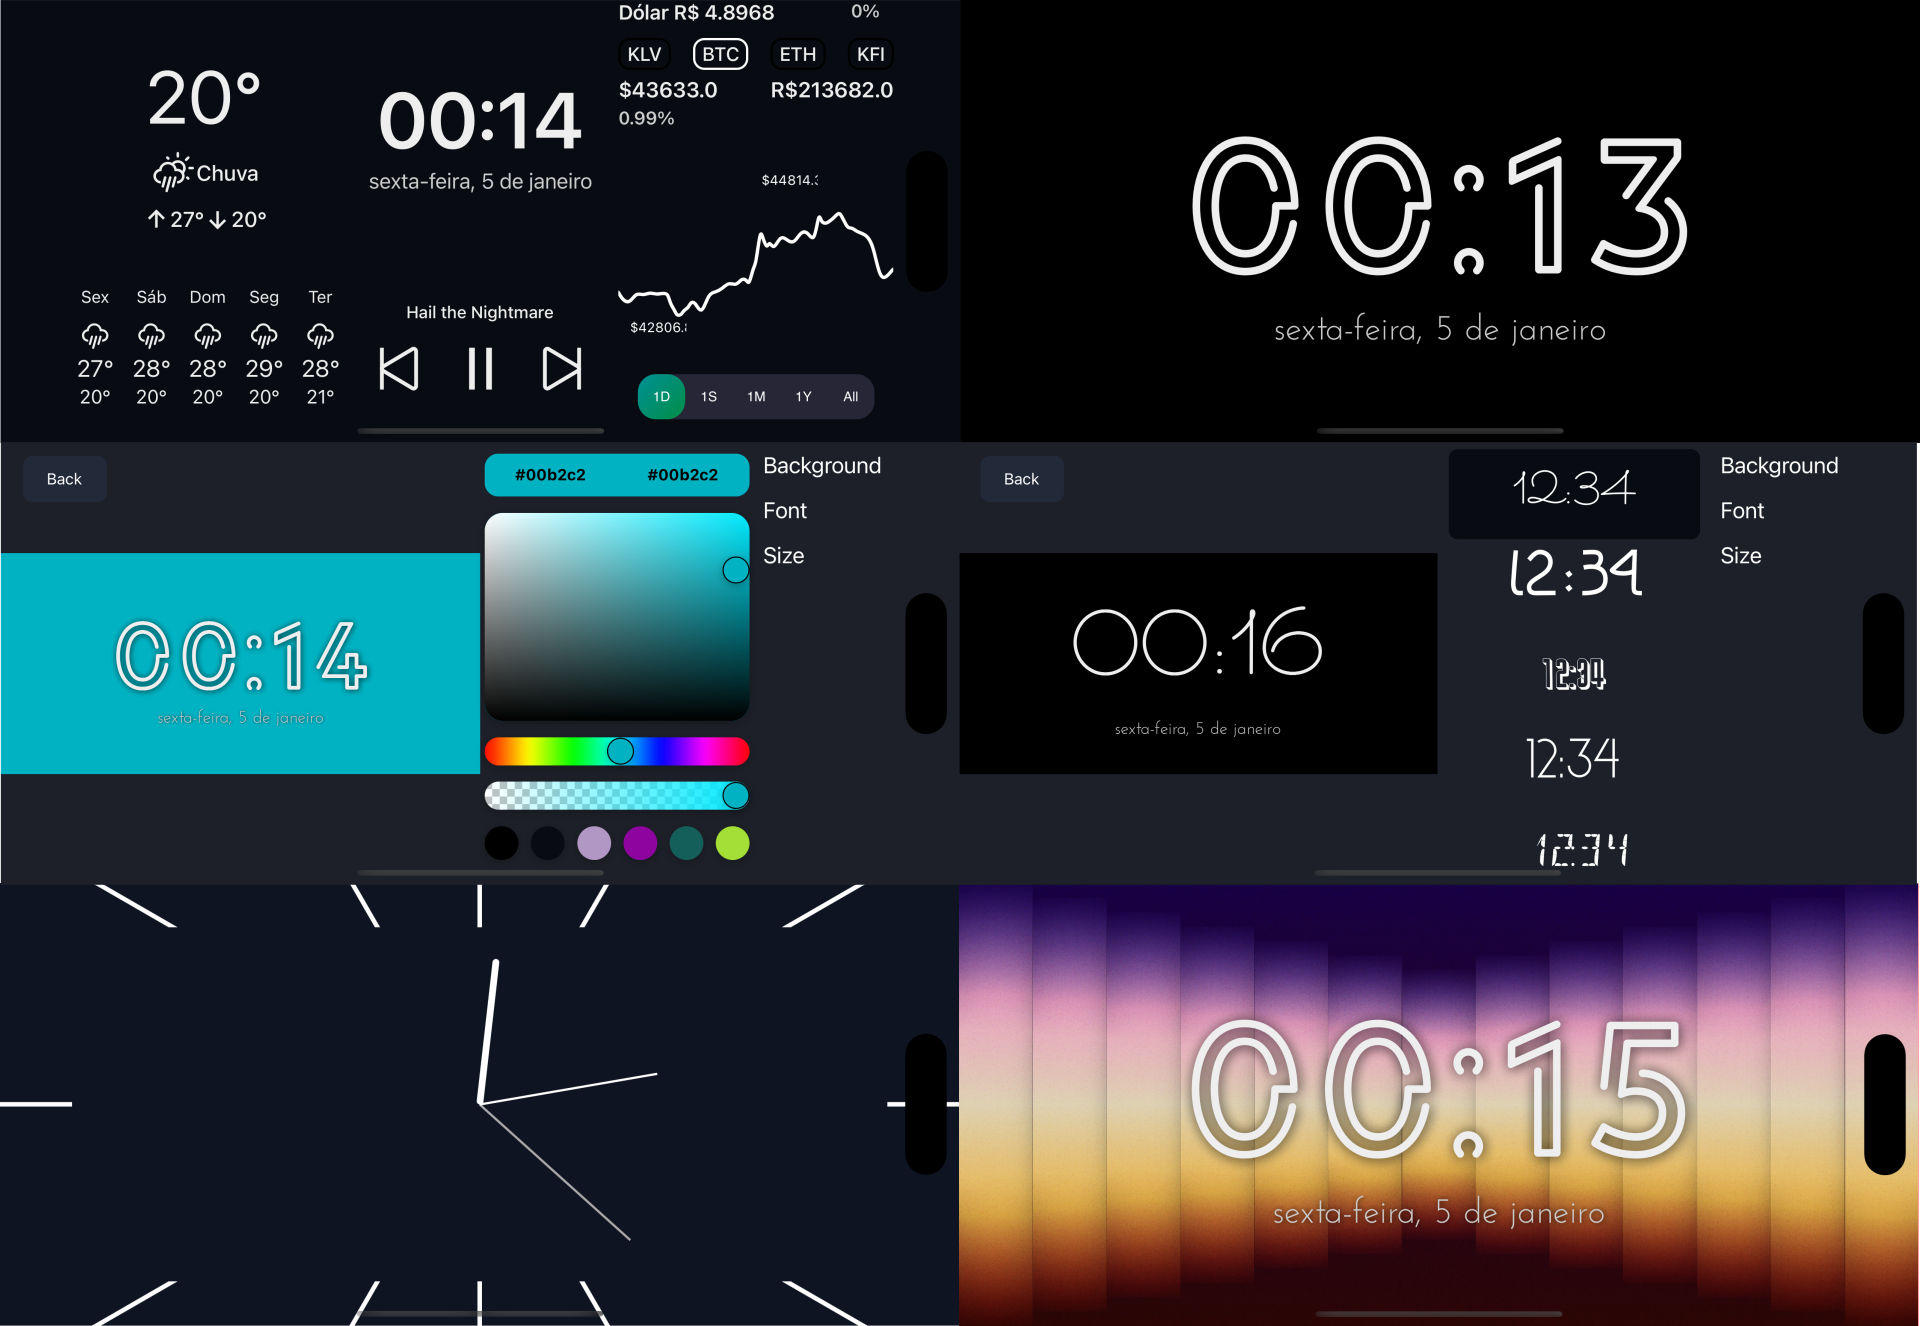 20°
Chuva
↑ 27° ↓ 20°
Sex Sáb Dom Seg Ter
27° 28° 28° 29° 28°
20° 20° 20° 20° 21°
00:14
sexta-feira, 5 de janeiro
Hail the Nightmare
Dólar R$ 4.8968 0%
KLV BTC ETH KFI
$43633.0 R$213682.0
0.99%
$44814.
$42806.
1D 1S 1M 1Y All
00:13
sexta-feira, 5 de janeiro
Back
00:14
sexta-feira, 5 de janeiro
#00b2c2 #00b2c2
Background
Font
Size
Back
00:16
sexta-feira, 5 de janeiro
12:34
12:34
12:34
12:34
12:34
Background
Font
Size
00:15
sexta-feira, 5 de janeiro